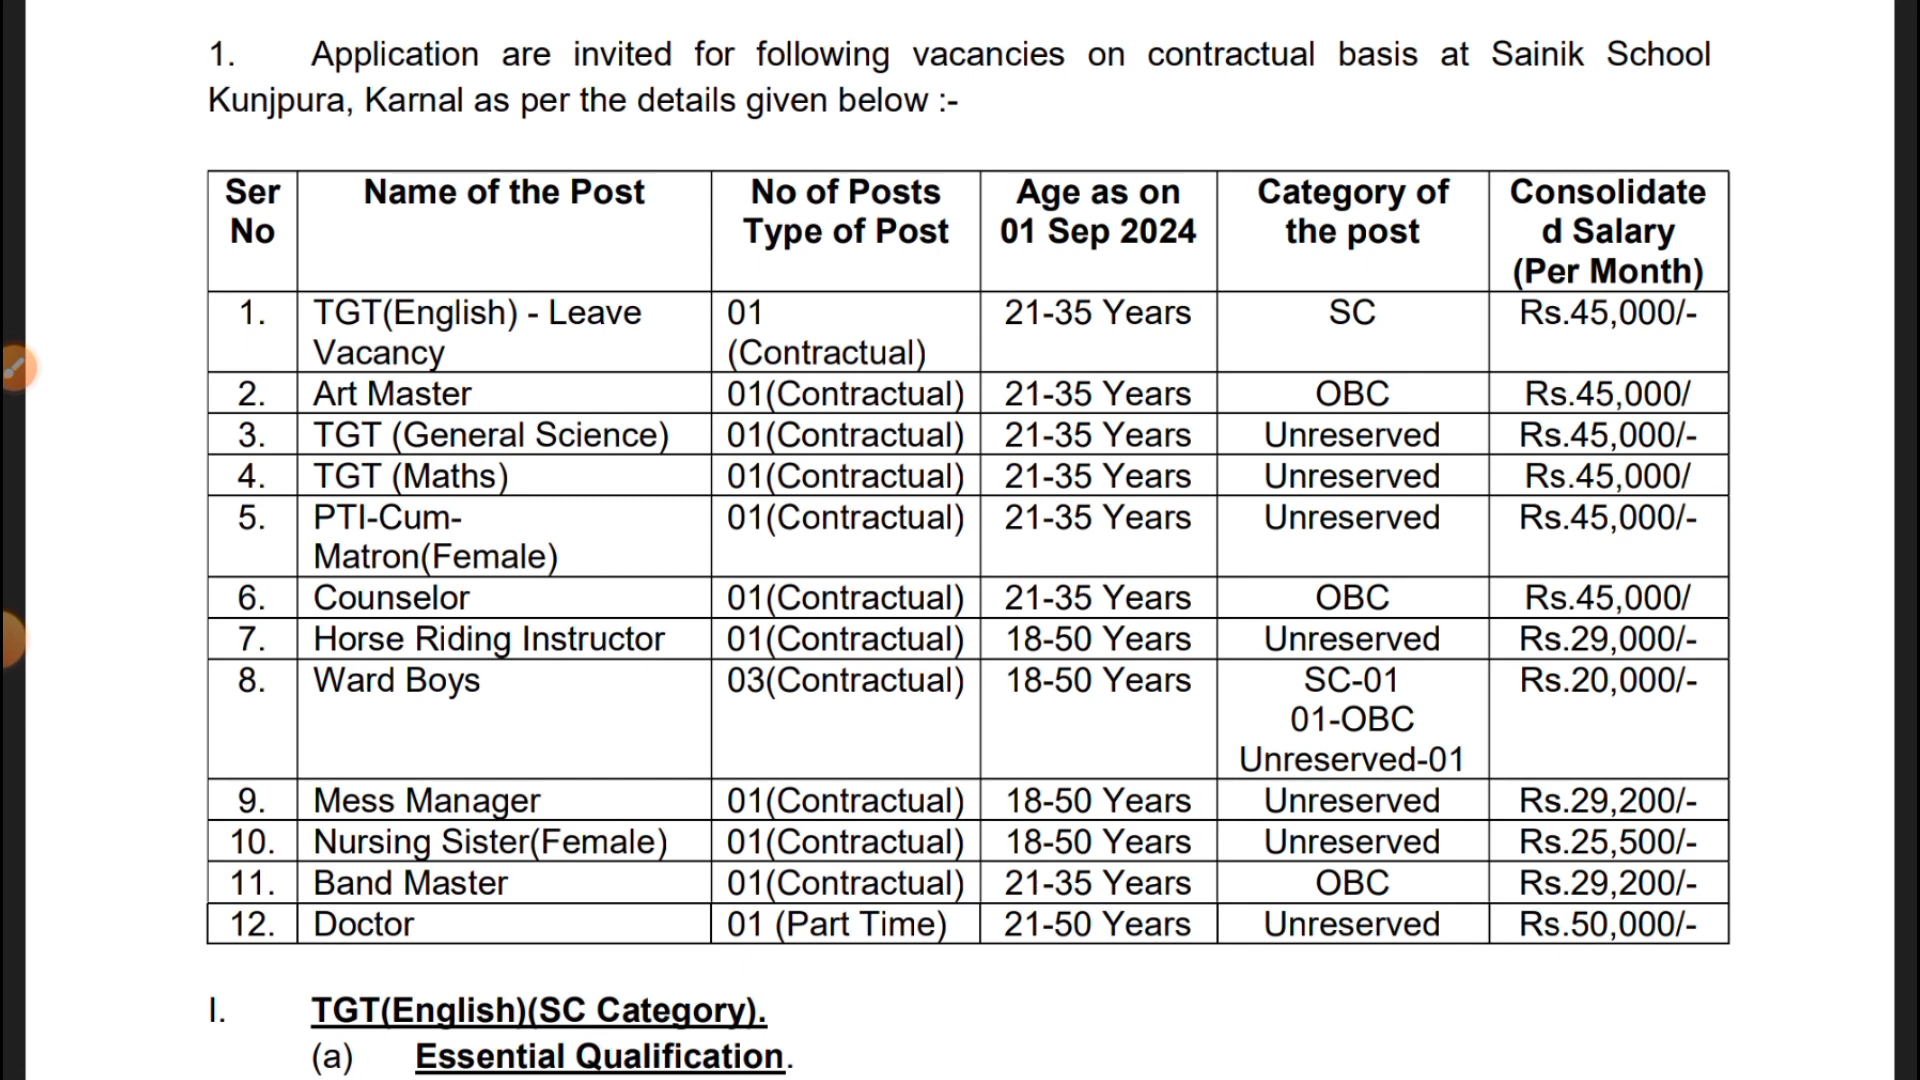 1. Application are invited for following vacancies on contractual basis at Sainik School
Kunjpura, Karnal as per the details given below :-
Ser No Name of the Post No of Posts Type of Post Age as on 01 Sep 2024 Category of the post Consolidate d Salary (Per Month)
1. TGT(English) - Leave Vacancy 01 (Contractual) 21-35 Years SC Rs.45,000/-
2. Art Master 01(Contractual) 21-35 Years OBC Rs.45,000/
3. TGT (General Science) 01(Contractual) 21-35 Years Unreserved Rs.45,000/-
4. TGT (Maths) 01(Contractual) 21-35 Years Unreserved Rs.45,000/
5. PTI-Cum- Matron(Female) 01(Contractual) 21-35 Years Unreserved Rs.45,000/-
6. Counselor 01(Contractual) 21-35 Years OBC Rs.45,000/
7. Horse Riding Instructor 01(Contractual) 18-50 Years Unreserved Rs.29,000/-
8. Ward Boys 03(Contractual) 18-50 Years SC-01 01-OBC Unreserved-01 Rs.20,000/-
9. Mess Manager 01(Contractual) 18-50 Years Unreserved Rs.29,200/-
10. Nursing Sister(Female) 01(Contractual) 18-50 Years Unreserved Rs.25,500/-
11. Band Master 01(Contractual) 21-35 Years OBC Rs.29,200/-
12. Doctor 01 (Part Time) 21-50 Years Unreserved Rs.50,000/-
I. TGT(English)(SC Category).
(a) Essential Qualification.